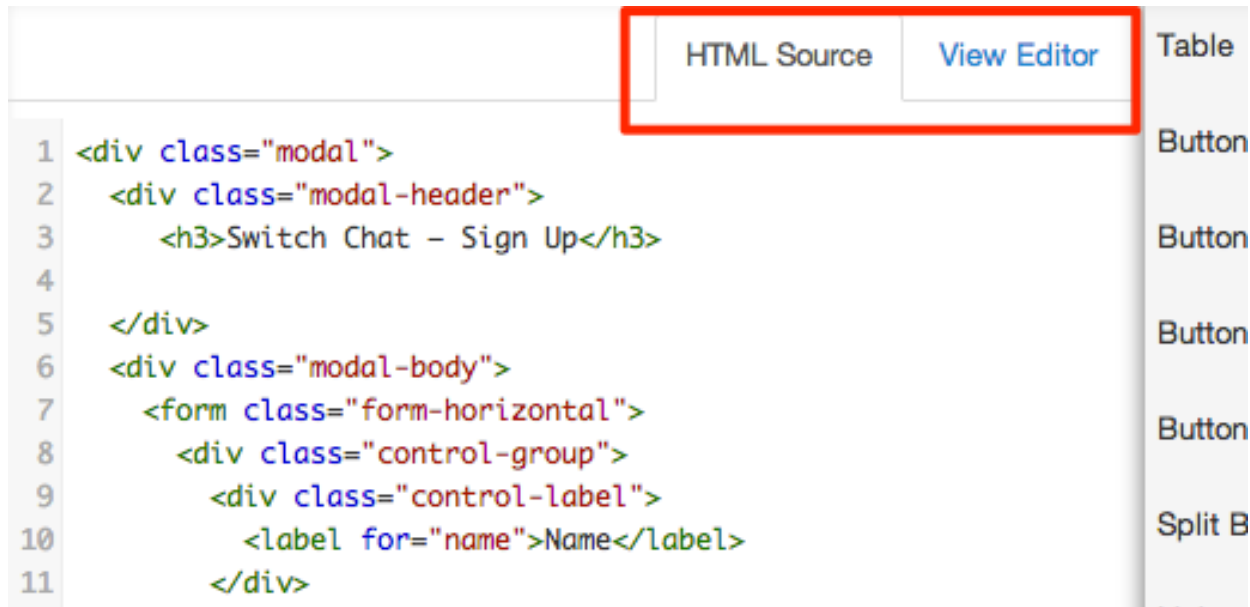 HTML Source View Editor
1 <div class="modal">
2 <div class="modal-header">
3 <h3>Switch Chat – Sign Up</h3>
4
5 </div>
6 <div class="modal-body">
7 <form class="form-horizontal">
8 <div class="control-group">
9 <div class="control-label">
10 <label for="name">Name</label>
11 </div>
Table
Button
Button
Button
Button
Split B